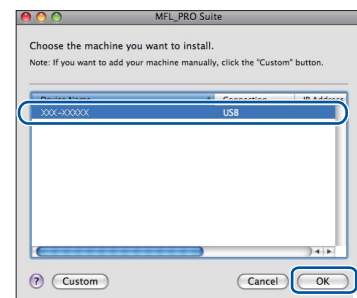 MFL_PRO Suite
Choose the machine you want to install.
Note: If you want to add your machine manually, click the "Custom" button.
Device Name Connection IP Address
XXX-XXXXX USB
? Custom Cancel OK